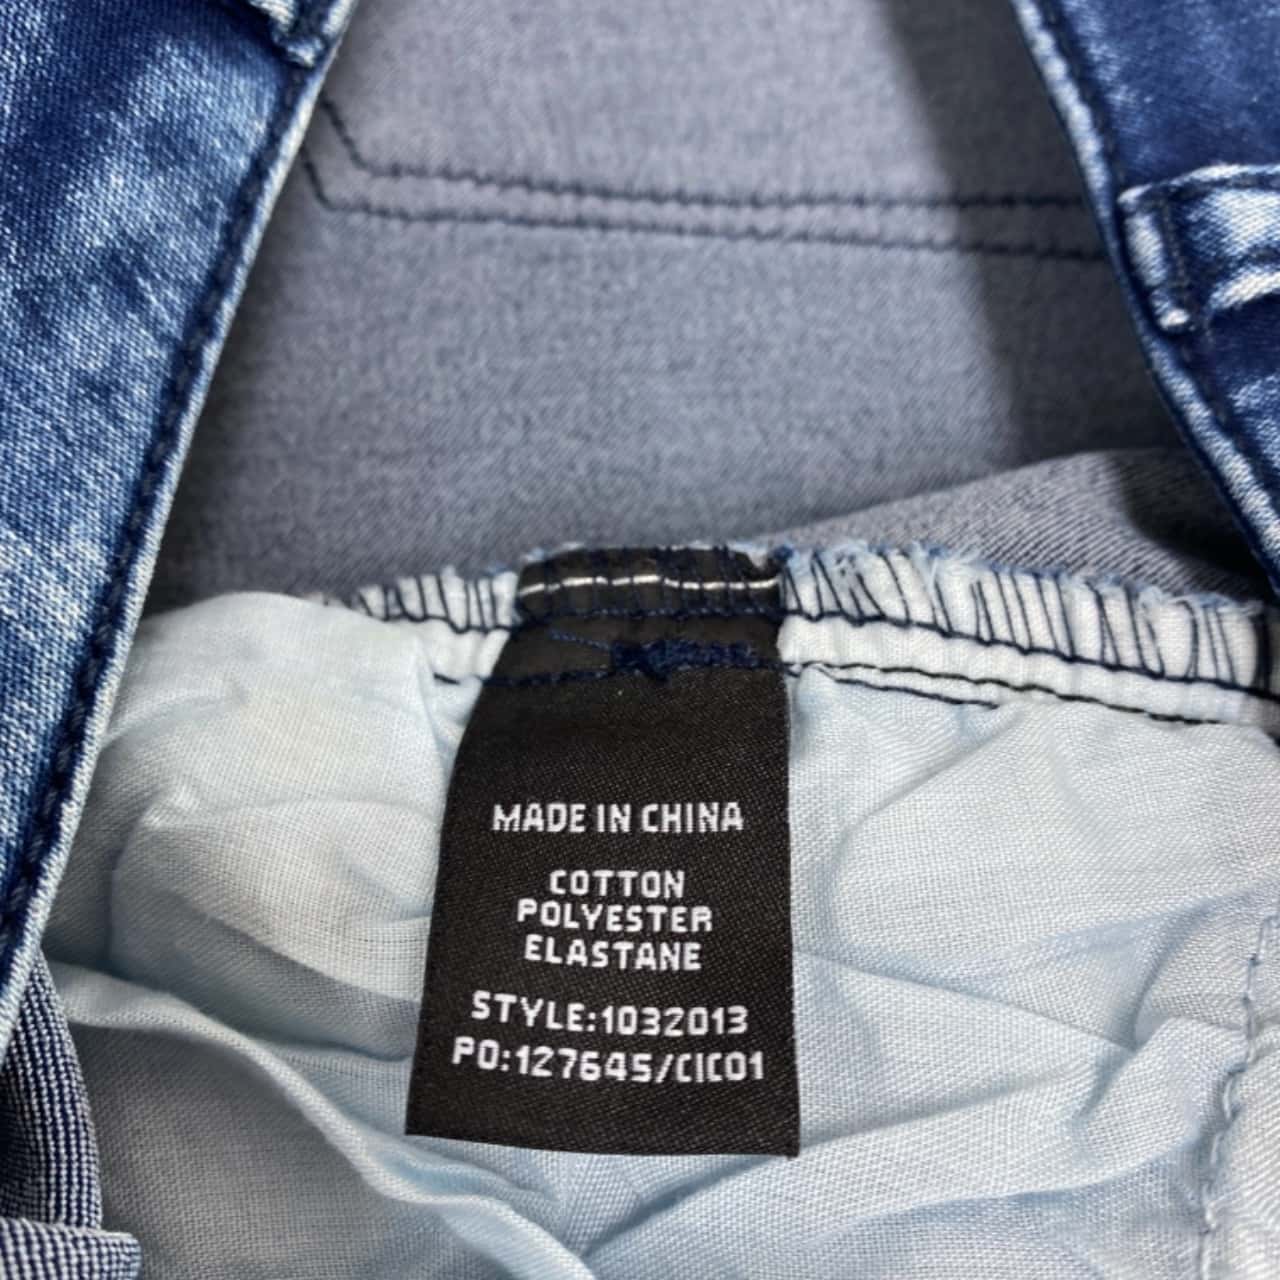 MADE IN CHINA
COTTON
POLYESTER
ELASTANE
STYLE:1032013
PO:127645/CIC01